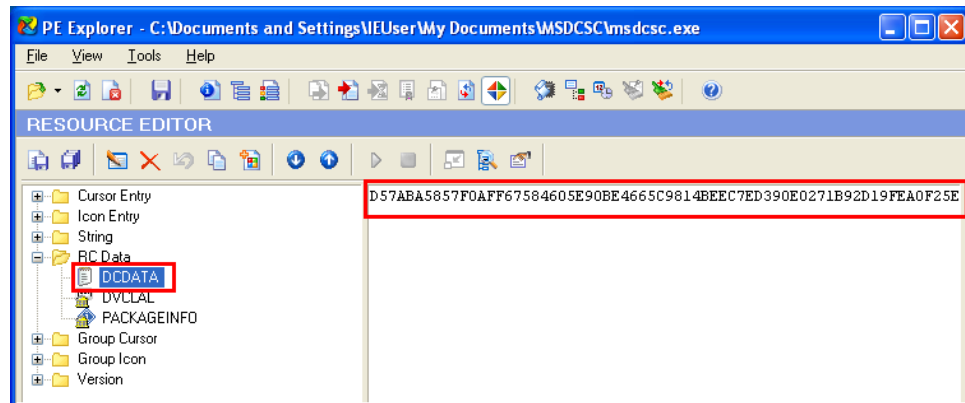 PE Explorer - C:\Documents and Settings\IEUser\My Documents\MSDCSC\msdcsc.exe
File View Tools Help
RESOURCE EDITOR
Cursor Entry
Icon Entry
String
RC Data
DCDATA
DVCLAL
PACKAGEINFO
Group Cursor
Group Icon
Version
D57ABA5857F0AFF67584605E90BE4665C9814BEEC7ED390E0271B92D19FEA0F25E